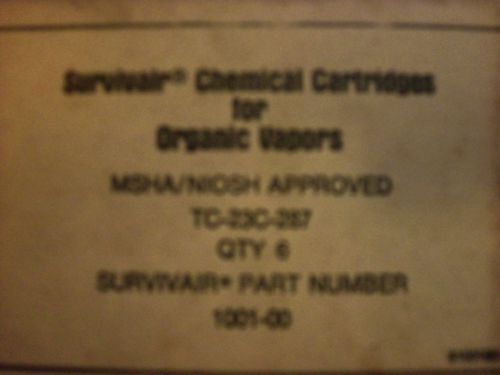 Survivair® Chemical Cartridges
for
Organic Vapors
MSHA/NIOSH APPROVED
TC-23C-287
QTY 6
SURVIVAIR® PART NUMBER
1001-00